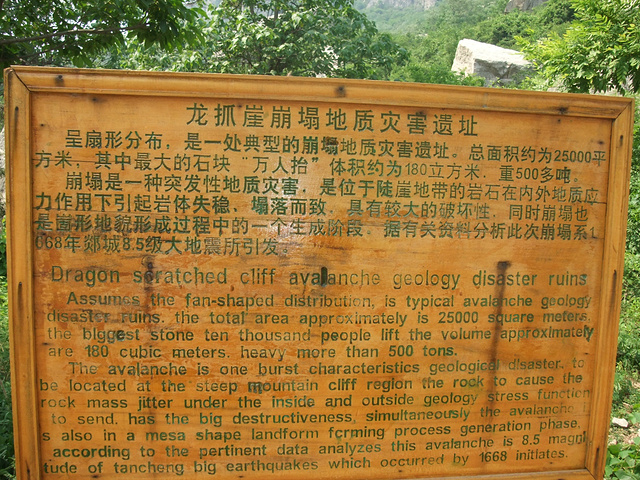 龙抓崖崩塌地质灾害遗址
呈扇形分布，是一处典型的崩塌地质灾害遗址。总面积约为25000平
方米，其中最大的石块“万人抬”体积约为180立方米，重500多吨。
崩塌是一种突发性地质灾害，是位于陡崖地带的岩石在内外地质应
力作用下引起岩体失稳，塌落而致，具有较大的破坏性，同时崩塌也
是崮形地貌形成过程中的一个生成阶段。据有关资料分析此次崩塌系1
668年郯城8.5级大地震所引发。
Dragon scratched cliff avalanche geology disaster ruins
Assumes the fan-shaped distribution, is typical avalanche geology
disaster ruins. the total area approximately is 25000 square meters.
the biggest stone ten thousand people lift the volume approximately
are 180 cubic meters. heavy more than 500 tons.
The avalanche is one burst characteristics geological disaster. to
be located at the steep mountain cliff region the rock to cause the
rock mass jitter under the inside and outside geology stress function
to send. has the big destructiveness, simultaneously the avalanche i
s also in a mesa shape landform forming process generation phase.
according to the pertinent data analyzes this avalanche is 8.5 magni
tude of tancheng big earthquakes which occurred by 1668 initiates.